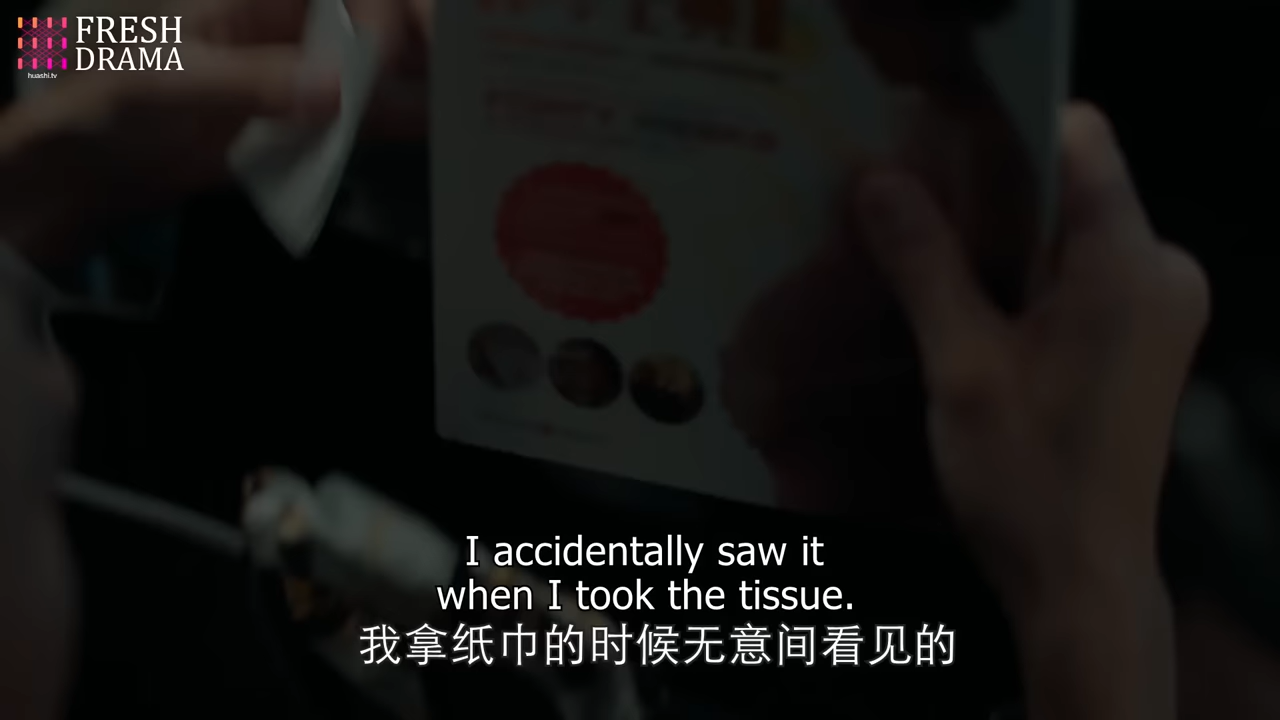 FRESH
DRAMA
huashi.tv
I accidentally saw it
when I took the tissue.
我拿纸巾的时候无意间看见的